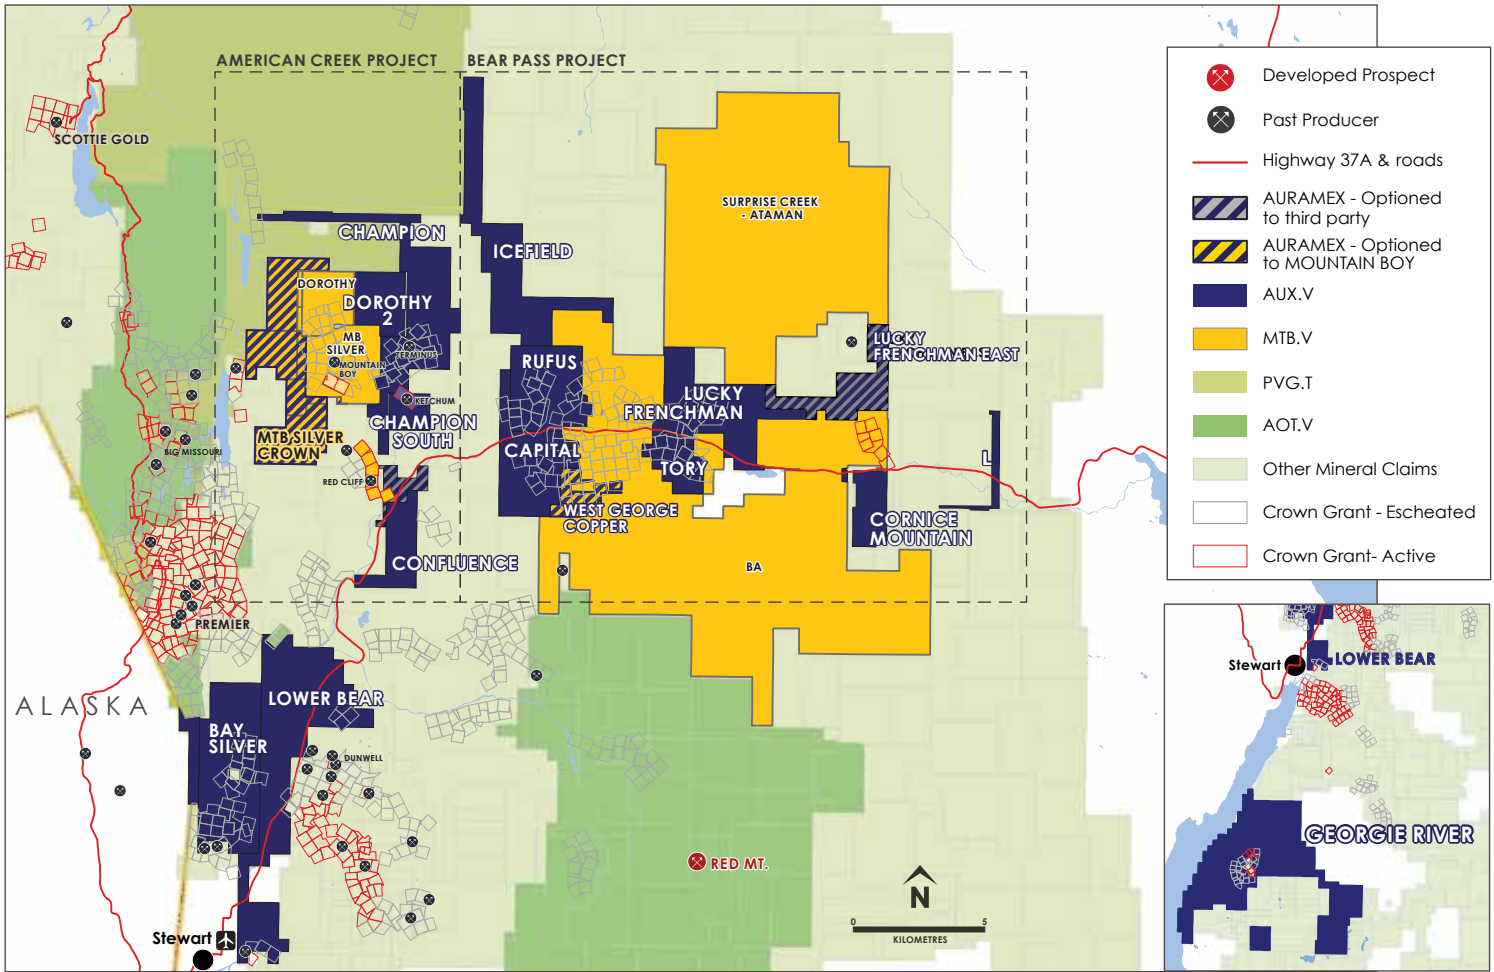 AMERICAN CREEK PROJECT
BEAR PASS PROJECT
SCOTTIE GOLD
CHAMPION
ICEFIELD
SURPRISE CREEK
- ATAMAN
DOROTHY
DOROTHY
2
MB
SILVER
MOUNTAIN
BOY
TERMINUS
KETCHUM
RUFUS
LUCKY
FRENCHMAN EAST
LUCKY
FRENCHMAN
CHAMPION
SOUTH
MTB SILVER
CROWN
BIG MISSOURI
CAPITAL
TORY
L
RED CLIFF
WEST GEORGE
COPPER
CORNICE
MOUNTAIN
CONFLUENCE
BA
PREMIER
ALASKA
LOWER BEAR
BAY
SILVER
DUNWELL
RED MT.
N
0 5
KILOMETRES
Stewart
Developed Prospect
Past Producer
Highway 37A & roads
AURAMEX - Optioned
to third party
AURAMEX - Optioned
to MOUNTAIN BOY
AUX.V
MTB.V
PVG.T
AOT.V
Other Mineral Claims
Crown Grant - Escheated
Crown Grant- Active
Stewart
LOWER BEAR
GEORGIE RIVER